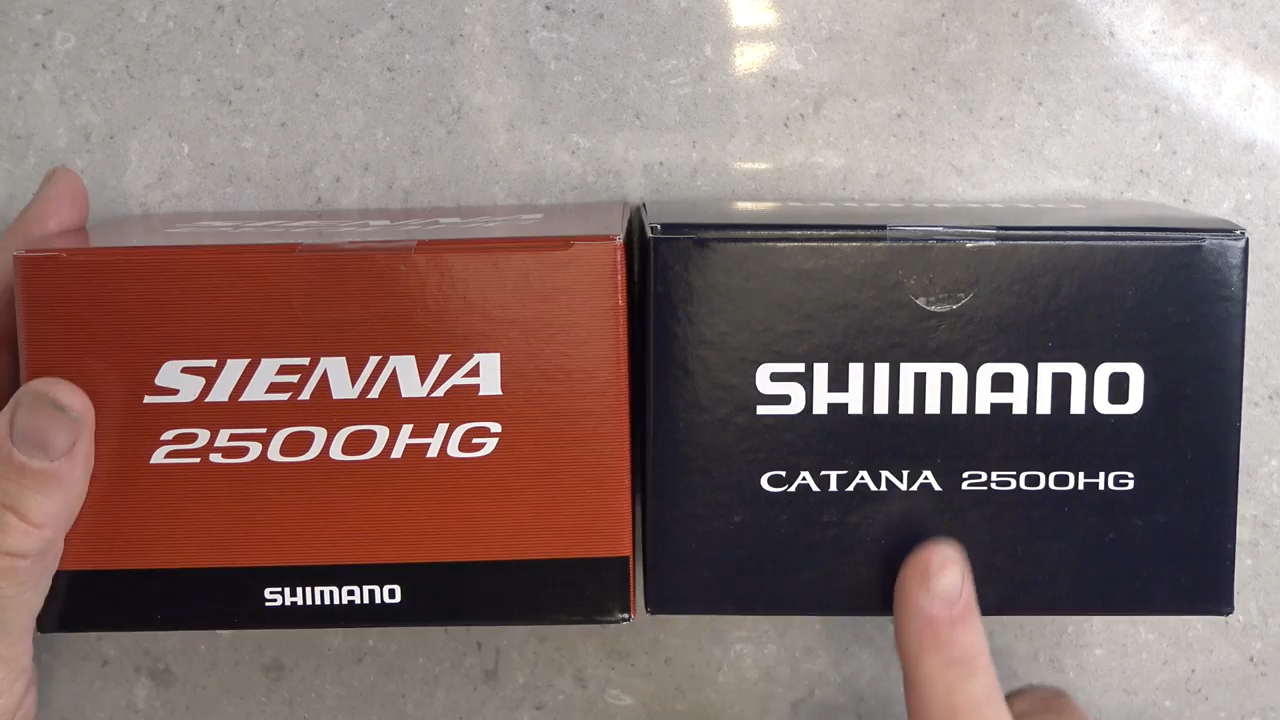 SIENNA
2500HG
SHIMANO
SHIMANO
CATANA 2500HG